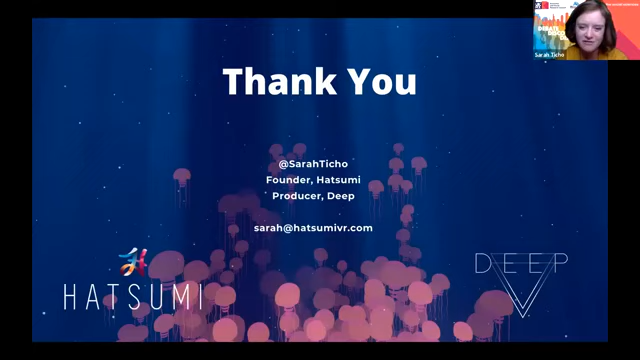 Thank You
@SarahTicho
Founder, Hatsumi
Producer, Deep
sarah@hatsumivr.com
HATSUMI
DEEP
Sarah Ticho